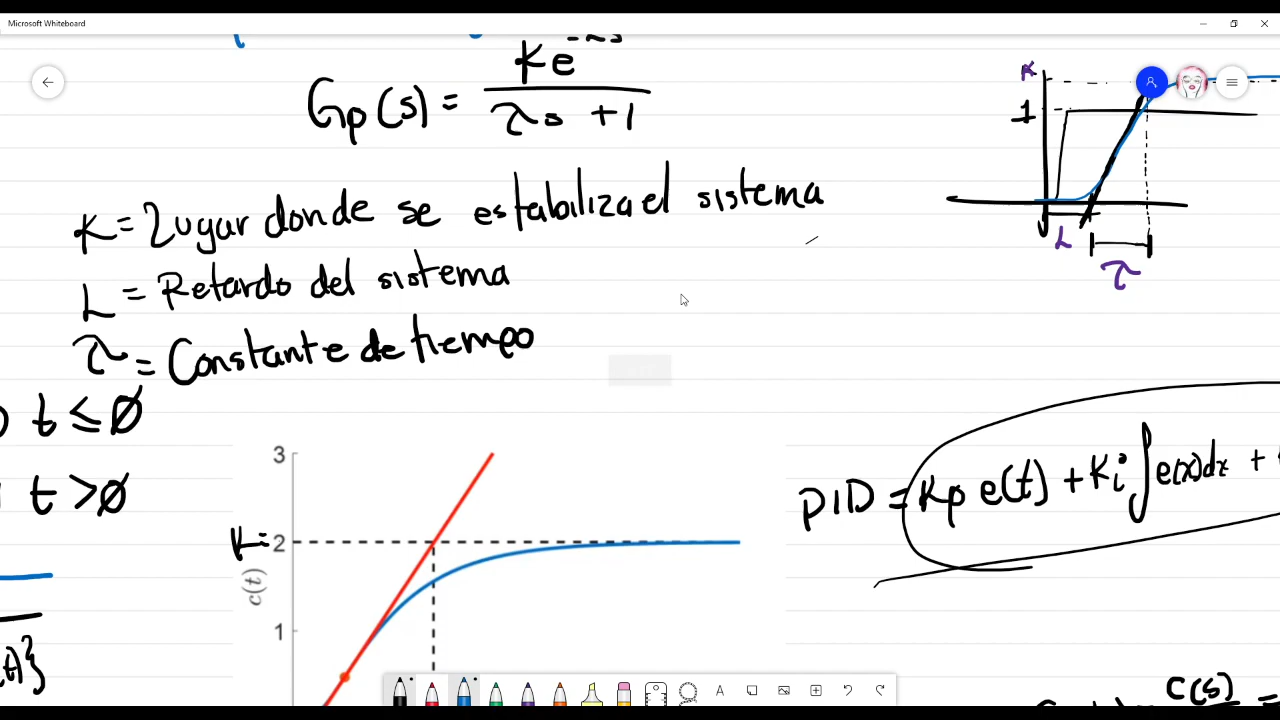 Microsoft Whiteboard
Gp(s) = Ke / τs + 1
K = Lugar donde se estabiliza el sistema
L = Retardo del sistema
τ = Constante de tiempo
t ≤ Ø
t > Ø
K
1
L
τ
3
K = 2
1
c(t)
PID = Kp e(t) + Ki ∫ e(x)dx +
C(s)